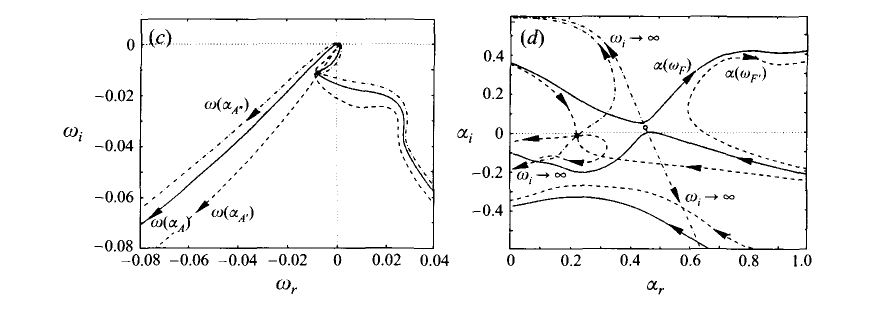 (c)
0
−0.02
−0.04
−0.06
−0.08
ω_i
ω(α_A″)
ω(α_A)
ω(α_A′)
−0.08 −0.06 −0.04 −0.02 0 0.02 0.04
ω_r
(d)
0.4
0.2
0
−0.2
−0.4
α_i
ω_i → ∞
α(ω_F)
α(ω_F′)
ω_i → ∞
ω_i → ∞
0 0.2 0.4 0.6 0.8 1.0
α_r